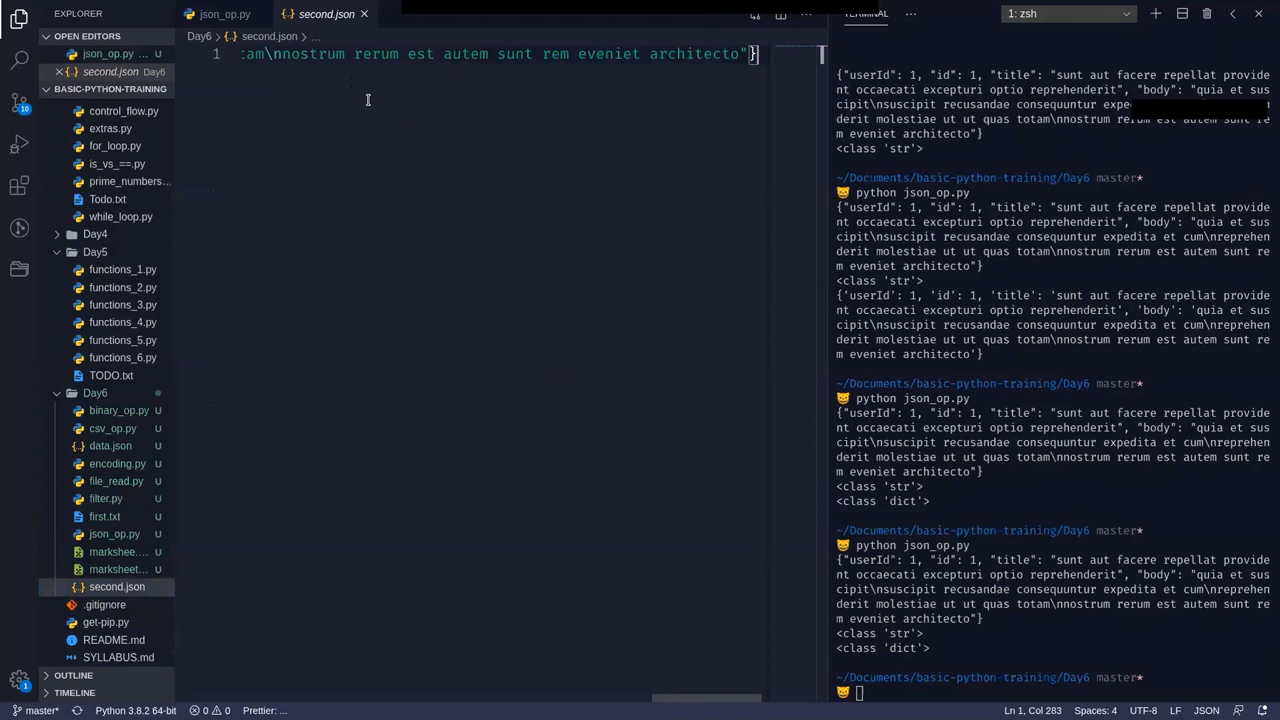 json_op.py
second.json
TERMINAL
1: zsh
OPEN EDITORS
json_op.py ...
second.json Day6
BASIC-PYTHON-TRAINING
control_flow.py
extras.py
for_loop.py
is_vs_==.py
prime_numbers...
Todo.txt
while_loop.py
Day4
Day5
functions_1.py
functions_2.py
functions_3.py
functions_4.py
functions_5.py
functions_6.py
TODO.txt
Day6
binary_op.py U
csv_op.py U
data.json U
encoding.py U
file_read.py U
filter.py U
first.txt U
json_op.py U
markshee... U
marksheet... U
second.json U
.gitignore
get-pip.py
README.md
SYLLABUS.md
OUTLINE
TIMELINE
10
1
Day6 > second.json > ...
1 tam\nnostrum rerum est autem sunt rem eveniet architecto"}
{"userId": 1, "id": 1, "title": "sunt aut facere repellat provide
nt occaecati excepturi optio reprehenderit", "body": "quia et sus
cipit\nsuscipit recusandae consequuntur expe
derit molestiae ut ut quas totam\nnostrum rerum est autem sunt re
m eveniet architecto"}
<class 'str'>
~/Documents/basic-python-training/Day6 master*
python json_op.py
{"userId": 1, "id": 1, "title": "sunt aut facere repellat provide
nt occaecati excepturi optio reprehenderit", "body": "quia et sus
cipit\nsuscipit recusandae consequuntur expedita et cum\nreprehen
derit molestiae ut ut quas totam\nnostrum rerum est autem sunt re
m eveniet architecto"}
<class 'str'>
{'userId': 1, 'id': 1, 'title': 'sunt aut facere repellat provide
nt occaecati excepturi optio reprehenderit', 'body': 'quia et sus
cipit\nsuscipit recusandae consequuntur expedita et cum\nreprehen
derit molestiae ut ut quas totam\nnostrum rerum est autem sunt re
m eveniet architecto'}
~/Documents/basic-python-training/Day6 master*
python json_op.py
{"userId": 1, "id": 1, "title": "sunt aut facere repellat provide
nt occaecati excepturi optio reprehenderit", "body": "quia et sus
cipit\nsuscipit recusandae consequuntur expedita et cum\nreprehen
derit molestiae ut ut quas totam\nnostrum rerum est autem sunt re
m eveniet architecto"}
<class 'str'>
<class 'dict'>
~/Documents/basic-python-training/Day6 master*
python json_op.py
{"userId": 1, "id": 1, "title": "sunt aut facere repellat provide
nt occaecati excepturi optio reprehenderit", "body": "quia et sus
cipit\nsuscipit recusandae consequuntur expedita et cum\nreprehen
derit molestiae ut ut quas totam\nnostrum rerum est autem sunt re
m eveniet architecto"}
<class 'str'>
<class 'dict'>
~/Documents/basic-python-training/Day6 master*
master* Python 3.8.2 64-bit 0 0 Prettier: ... Ln 1, Col 283 Spaces: 4 UTF-8 LF JSON